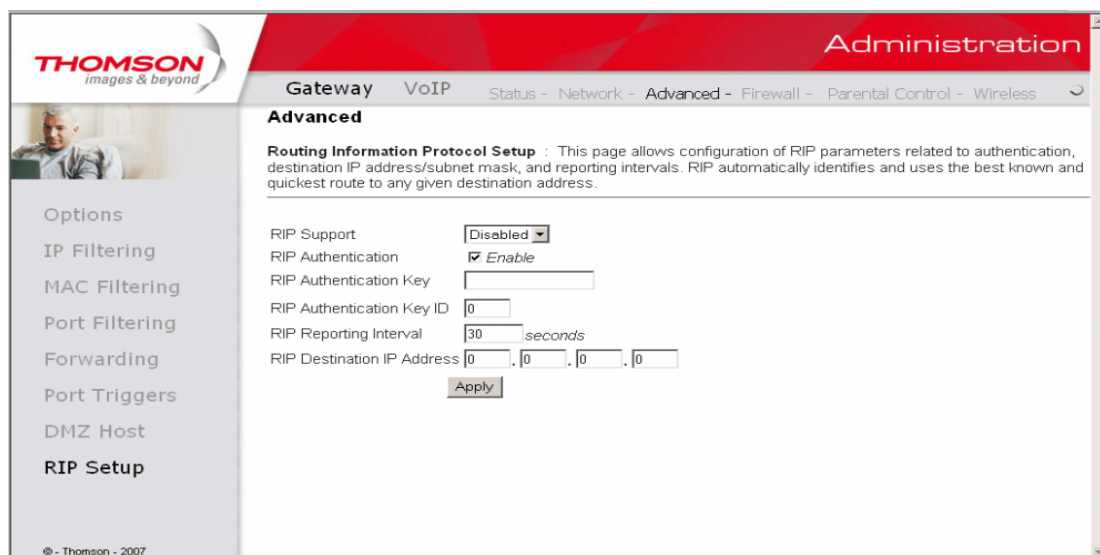 THOMSON
images & beyond
Administration
Gateway VoIP Status - Network - Advanced - Firewall - Parental Control - Wireless
Advanced
Routing Information Protocol Setup : This page allows configuration of RIP parameters related to authentication,
destination IP address/subnet mask, and reporting intervals. RIP automatically identifies and uses the best known and
quickest route to any given destination address.
Options
IP Filtering
MAC Filtering
Port Filtering
Forwarding
Port Triggers
DMZ Host
RIP Setup
RIP Support Disabled
RIP Authentication Enable
RIP Authentication Key
RIP Authentication Key ID 0
RIP Reporting Interval 30 seconds
RIP Destination IP Address 0 . 0 . 0 . 0
Apply
© - Thomson - 2007